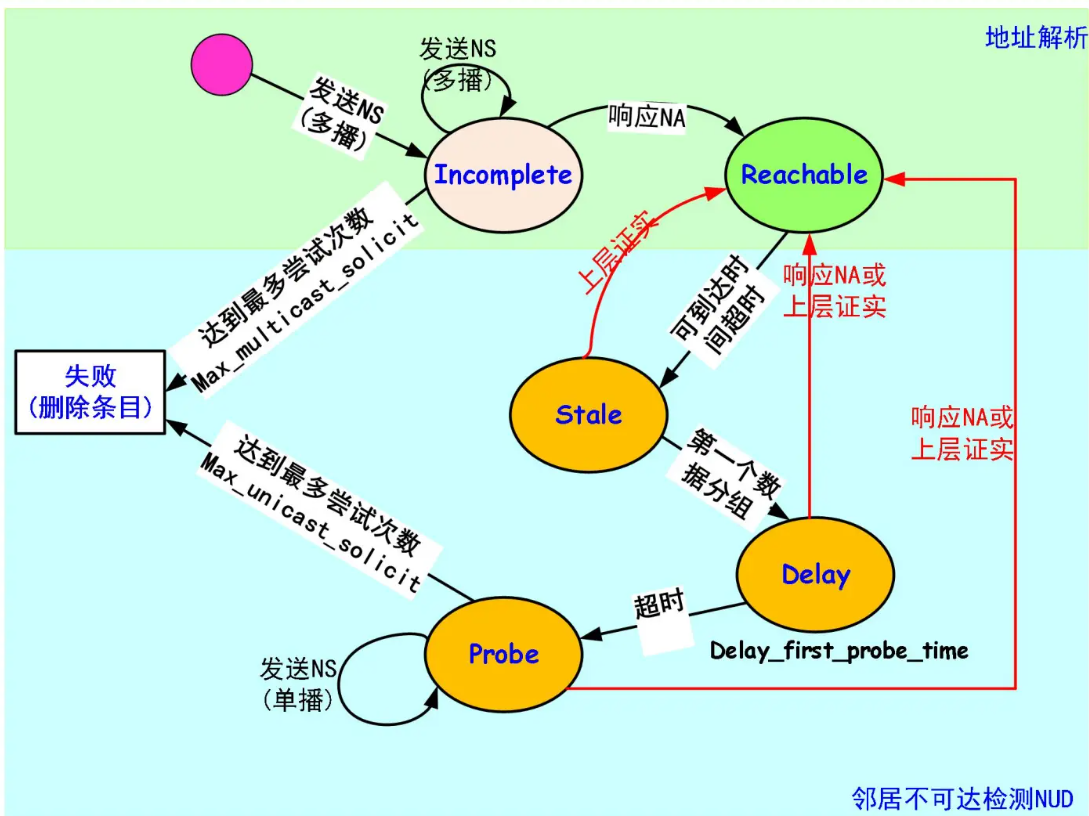 地址解析
发送NS
(多播)
发送NS
(多播)
响应NA
Incomplete
Reachable
达到最多尝试次数
Max_multicast_solicit
上层证实
可到达时
间超时
响应NA或
上层证实
失败
(删除条目)
Stale
响应NA或
上层证实
第一个数
据分组
达到最多尝试次数
Max_unicast_solicit
Delay
超时
Delay_first_probe_time
Probe
发送NS
(单播)
邻居不可达检测NUD